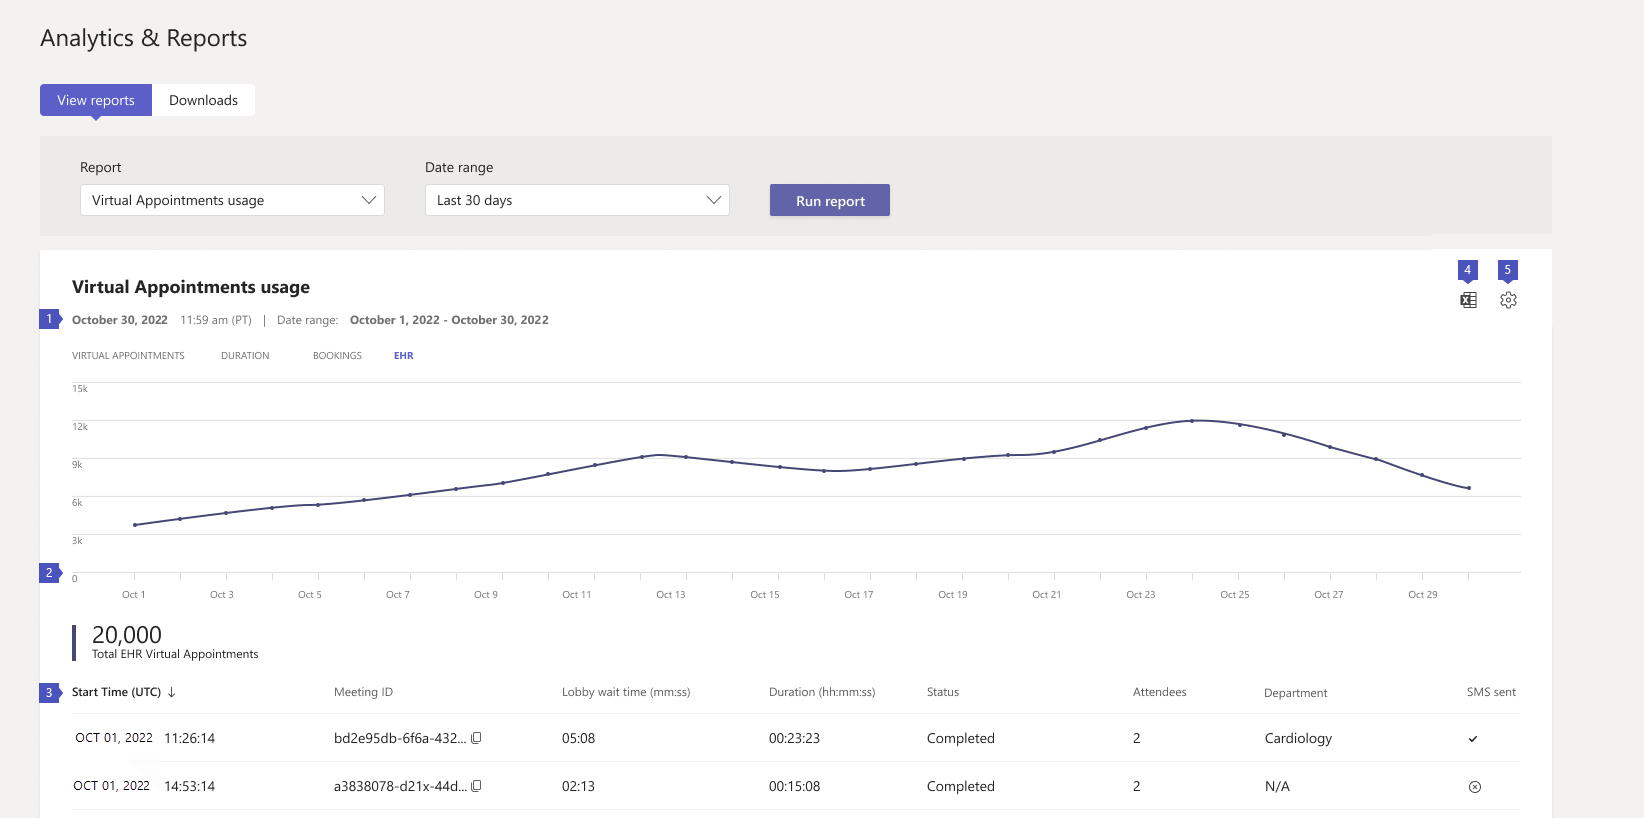 Analytics & Reports
View reports Downloads
Report Date range
Virtual Appointments usage Last 30 days Run report
4 5
Virtual Appointments usage
1 October 30, 2022 11:59 am (PT) | Date range: October 1, 2022 - October 30, 2022
VIRTUAL APPOINTMENTS DURATION BOOKINGS EHR
15k
12k
9k
6k
3k
2 0
Oct 1 Oct 3 Oct 5 Oct 7 Oct 9 Oct 11 Oct 13 Oct 15 Oct 17 Oct 19 Oct 21 Oct 23 Oct 25 Oct 27 Oct 29
20,000
Total EHR Virtual Appointments
3 Start Time (UTC) ↓ Meeting ID Lobby wait time (mm:ss) Duration (hh:mm:ss) Status Attendees Department SMS sent
OCT 01, 2022 11:26:14 bd2e95db-6f6a-432... 05:08 00:23:23 Completed 2 Cardiology
OCT 01, 2022 14:53:14 a3838078-d21x-44d... 02:13 00:15:08 Completed 2 N/A